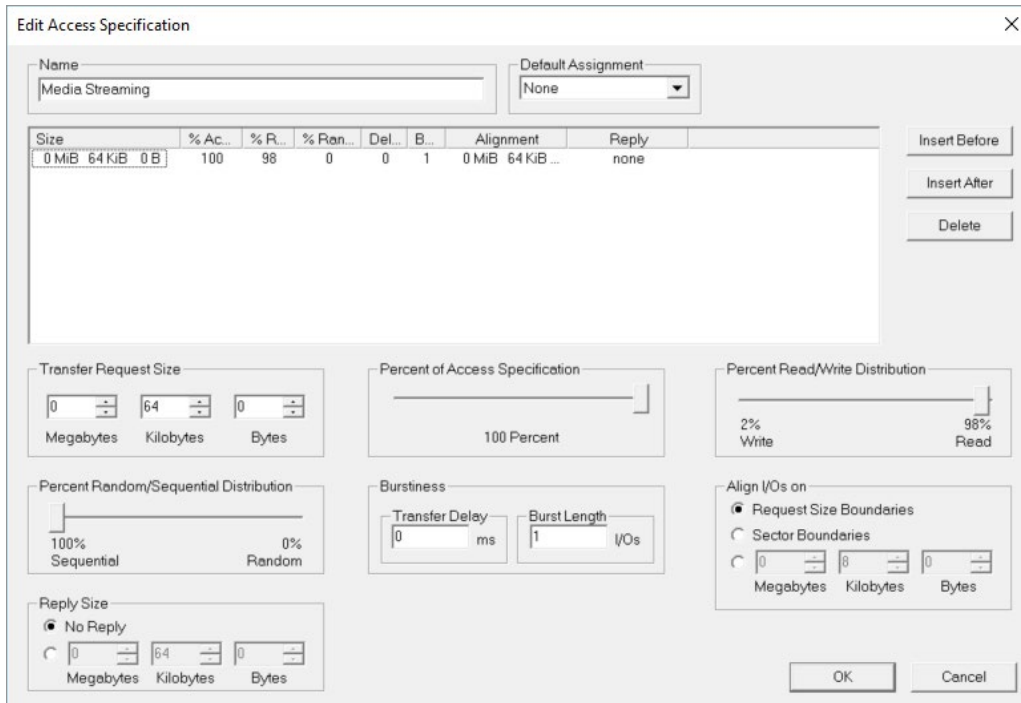 Edit Access Specification
Name
Media Streaming
Default Assignment
None
Size % Ac... % R... % Ran... Del... B... Alignment Reply
0 MiB 64 KiB 0 B 100 98 0 0 1 0 MiB 64 KiB ... none
Insert Before
Insert After
Delete
Transfer Request Size
0 64 0
Megabytes Kilobytes Bytes
Percent of Access Specification
100 Percent
Percent Read/Write Distribution
2% 98%
Write Read
Percent Random/Sequential Distribution
100% 0%
Sequential Random
Burstiness
Transfer Delay
0 ms
Burst Length
1 I/Os
Align I/Os on
Request Size Boundaries
Sector Boundaries
0 8 0
Megabytes Kilobytes Bytes
Reply Size
No Reply
0 64 0
Megabytes Kilobytes Bytes
OK Cancel